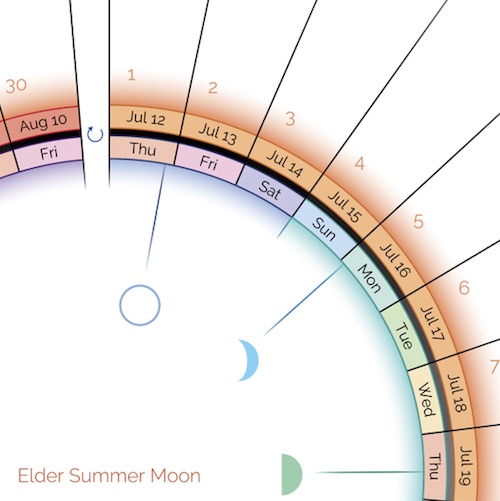 30
1
2
3
4
5
6
7
Aug 10
Jul 12
Jul 13
Jul 14
Jul 15
Jul 16
Jul 17
Jul 18
Jul 19
Fri
Thu
Fri
Sat
Sun
Mon
Tue
Wed
Thu
Elder Summer Moon